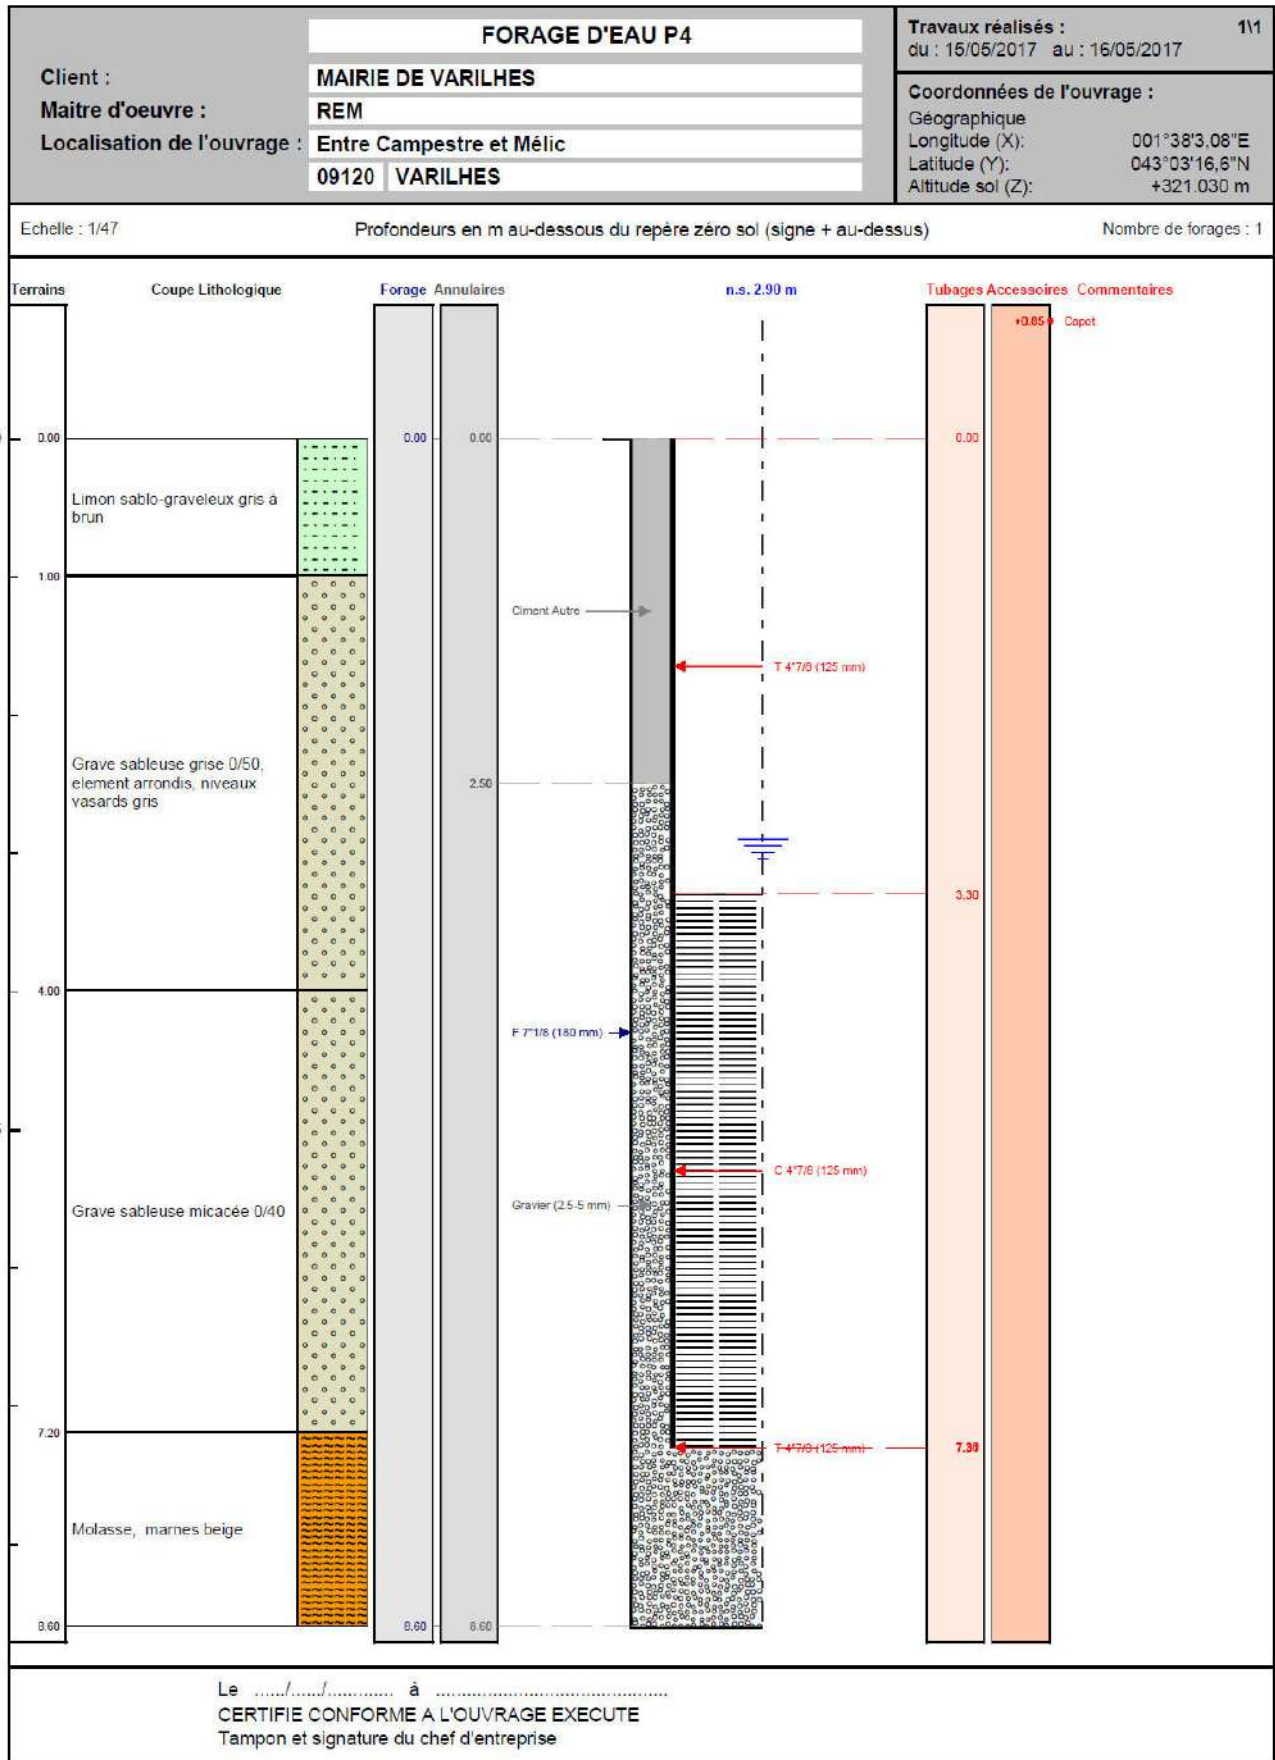 FORAGE D'EAU P4
Travaux réalisés : 1\1
du : 15/05/2017 au : 16/05/2017
Client : MAIRIE DE VARILHES
Maitre d'oeuvre : REM
Localisation de l'ouvrage : Entre Campestre et Mélic
09120 VARILHES
Coordonnées de l'ouvrage :
Géographique
Longitude (X): 001°38'3,08"E
Latitude (Y): 043°03'16,6"N
Altitude sol (Z): +321.030 m
Echelle : 1/47 Profondeurs en m au-dessous du repère zéro sol (signe + au-dessus) Nombre de forages : 1
Terrains Coupe Lithologique Forage Annulaires n.s. 2.90 m Tubages Accessoires Commentaires
+0.85 Capot
0.00 0.00 0.00 0.00
Limon sablo-graveleux gris à
brun
1.00
Ciment Autre
T 4"7/8 (125 mm)
Grave sableuse grise 0/50,
element arrondis, niveaux
vasards gris
2.50
3.30
4.00
F 7"1/8 (180 mm)
C 4"7/8 (125 mm)
Gravier (2.5-5 mm)
Grave sableuse micacée 0/40
7.20
T 4"7/8 (125 mm)
Molasse, marnes beige
8.60 8.60 8.60
Le ....../....../............ à ..........................................
CERTIFIE CONFORME A L'OUVRAGE EXECUTE
Tampon et signature du chef d'entreprise